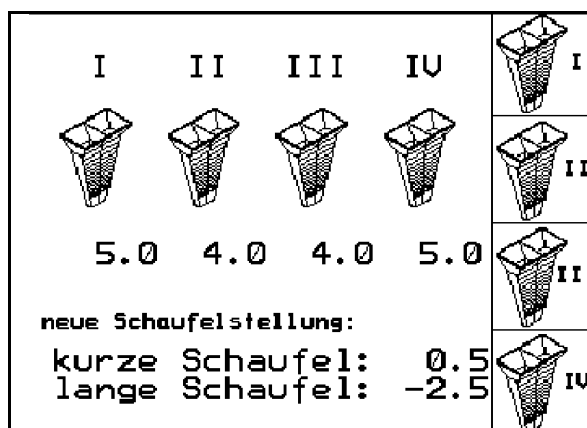 I II III IV
5.0 4.0 4.0 5.0
neue Schaufelstellung:
kurze Schaufel: 0.5
lange Schaufel: -2.5
I
II
II
IV